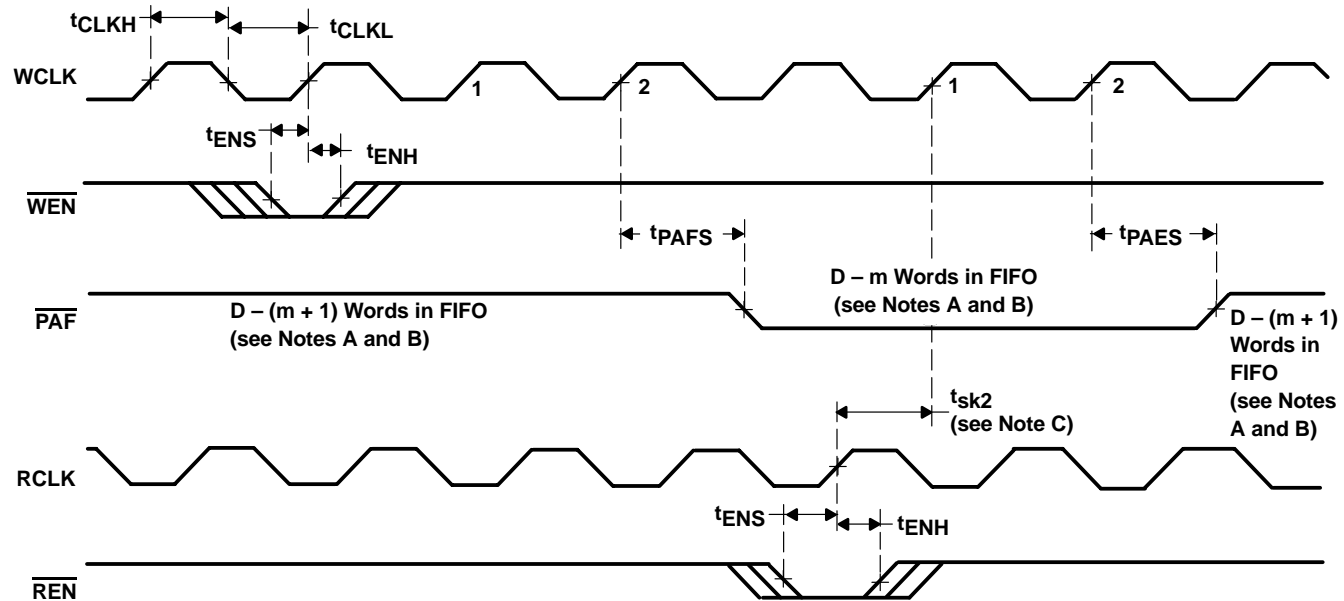 tCLKH
tCLKL
WCLK
1
2
1
2
tENS
tENH
WEN
tPAFS
tPAES
D – m Words in FIFO
(see Notes A and B)
PAF
D – (m + 1) Words in FIFO
(see Notes A and B)
D – (m + 1)
Words in
FIFO
(see Notes
A and B)
tsk2
(see Note C)
RCLK
tENS
tENH
REN